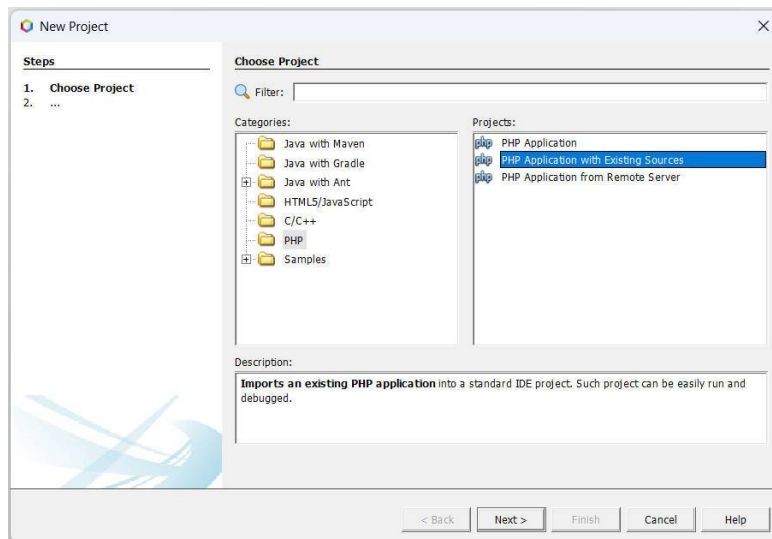 New Project
Steps
1. Choose Project
2. ...
Choose Project
Filter:
Categories:
Java with Maven
Java with Gradle
Java with Ant
HTML5/JavaScript
C/C++
PHP
Samples
Projects:
PHP Application
PHP Application with Existing Sources
PHP Application from Remote Server
Description:
Imports an existing PHP application into a standard IDE project. Such project can be easily run and
debugged.
< Back
Next >
Finish
Cancel
Help